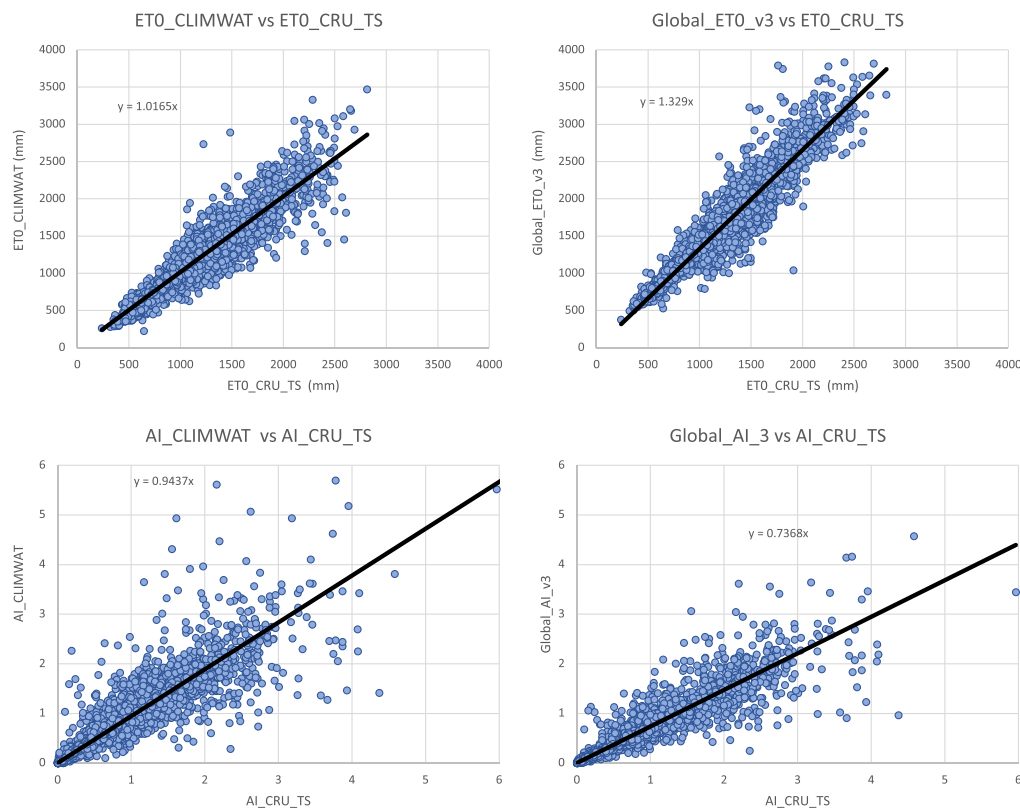 ET0_CLIMWAT vs ET0_CRU_TS
4000
3500
3000
2500
2000
1500
1000
500
0
y = 1.0165x
ET0_CLIMWAT (mm)
0 500 1000 1500 2000 2500 3000 3500 4000
ET0_CRU_TS (mm)
Global_ET0_v3 vs ET0_CRU_TS
4000
3500
3000
2500
2000
1500
1000
500
0
y = 1.329x
Global_ET0_v3 (mm)
0 500 1000 1500 2000 2500 3000 3500 4000
ET0_CRU_TS (mm)
AI_CLIMWAT vs AI_CRU_TS
6
5
4
3
2
1
0
y = 0.9437x
AI_CLIMWAT
0 1 2 3 4 5 6
AI_CRU_TS
Global_AI_3 vs AI_CRU_TS
6
5
4
3
2
1
0
y = 0.7368x
Global_AI_v3
0 1 2 3 4 5 6
AI_CRU_TS